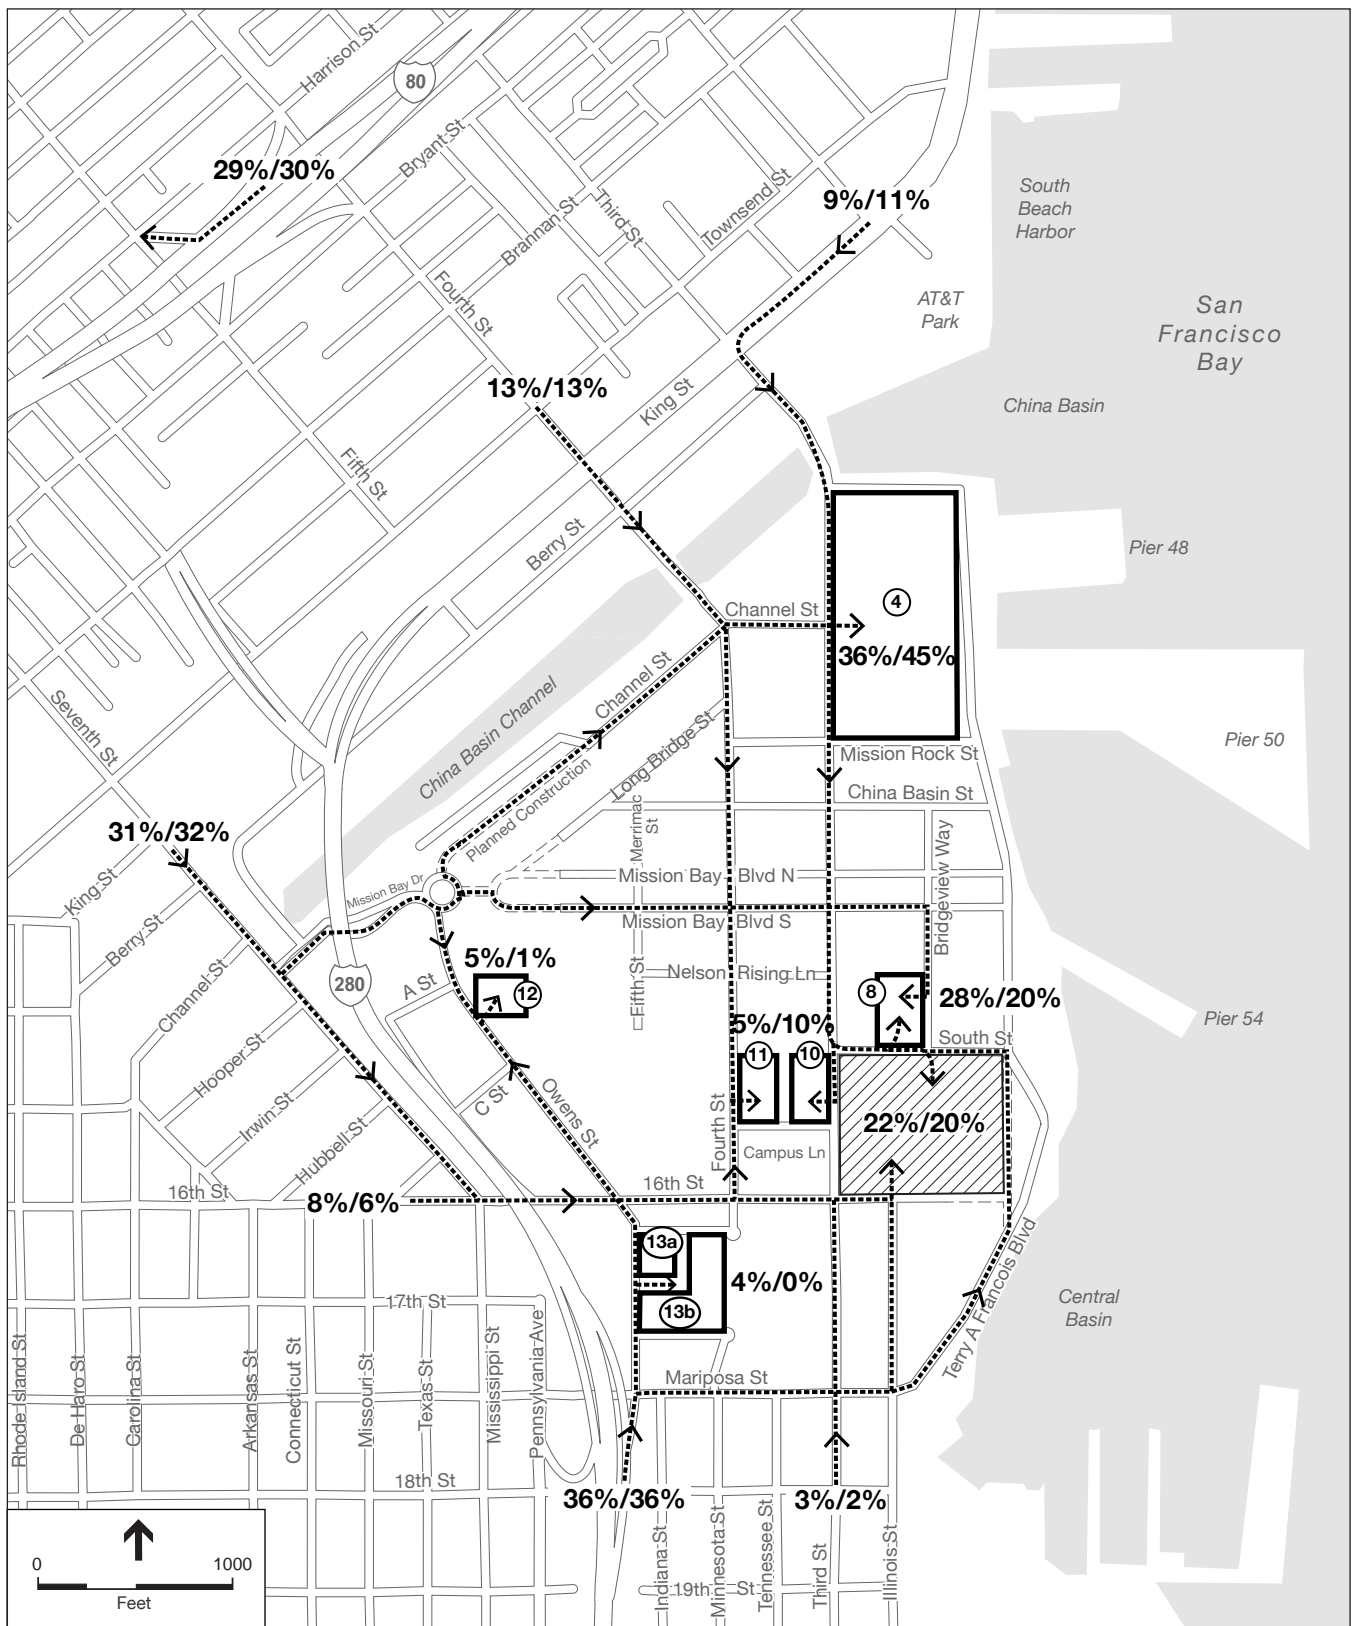 Harrison St
80
Bryant St
29%/30%
Third St
Townsend St
9%/11%
South
Beach
Harbor
Brannan St
Fourth St
AT&T
Park
San
Francisco
Bay
13%/13%
King St
China Basin
Fifth St
Berry St
Pier 48
4
Channel St
36%/45%
Seventh St
China Basin Channel
Channel St
Long Bridge St
Pier 50
Mission Rock St
China Basin St
Planned Construction
Merrimac
St
31%/32%
Bridgeview Way
King St
Mission Bay Dr
Mission Bay Blvd N
Mission Bay Blvd S
Berry St
5%/1%
Nelson Rising Ln
Channel St
280
A St
12
Fifth St
8
28%/20%
Pier 54
5%/10%
South St
Hooper St
11
10
C St
Owens St
Irwin St
Fourth St
22%/20%
Hubbell St
Campus Ln
16th St
8%/6%
16th St
13a
4%/0%
13b
Terry A Francois Blvd
Central
Basin
17th St
Rhode Island St
De Haro St
Carolina St
Arkansas St
Connecticut St
Missouri St
Texas St
Mississippi St
Pennsylvania Ave
Mariposa St
18th St
36%/36%
3%/2%
Indiana St
Minnesota St
Tennessee St
Third St
Illinois St
19th St
0
1000
Feet